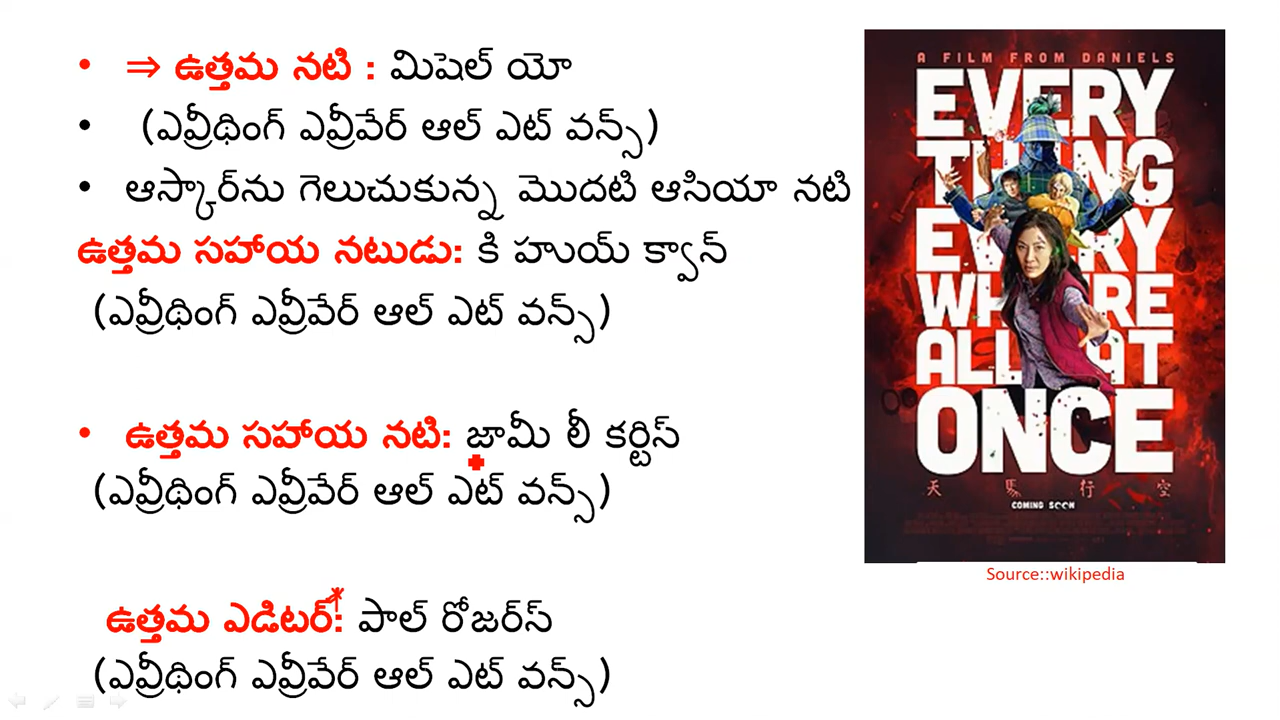 • ⇒ ఉత్తమ నటి : మిషెల్ యో
• (ఎవ్రీథింగ్ ఎవ్రీవేర్ ఆల్ ఎట్ వన్స్)
• ఆస్కార్‌ను గెలుచుకున్న మొదటి ఆసియా నటి
ఉత్తమ సహాయ నటుడు: కి హుయ్ క్వాన్
(ఎవ్రీథింగ్ ఎవ్రీవేర్ ఆల్ ఎట్ వన్స్)
• ఉత్తమ సహాయ నటి: జామీ లీ కర్టిస్
(ఎవ్రీథింగ్ ఎవ్రీవేర్ ఆల్ ఎట్ వన్స్)
ఉత్తమ ఎడిటర్: పాల్ రోజర్స్
(ఎవ్రీథింగ్ ఎవ్రీవేర్ ఆల్ ఎట్ వన్స్)
A FILM FROM DANIELS
EVERY
THING
EVERY
WHERE
ALL AT
ONCE
天 馬 行 空
COMING SOON
Source::wikipedia